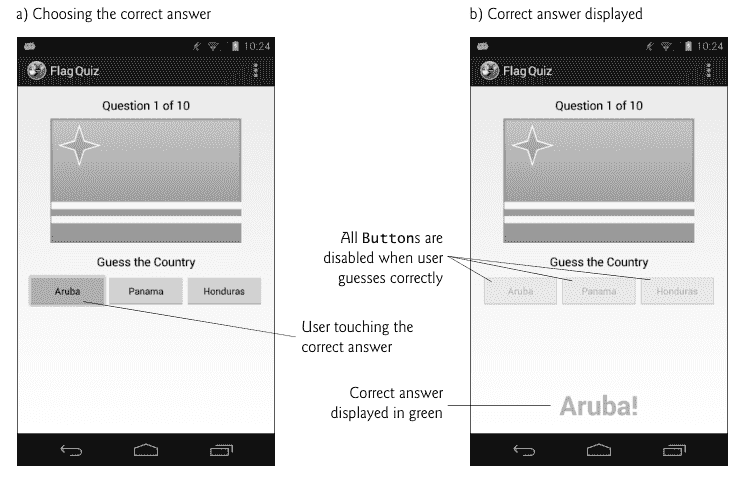 a) Choosing the correct answer
10:24
Flag Quiz
Question 1 of 10
Guess the Country
Aruba
Panama
Honduras
User touching the
correct answer
b) Correct answer displayed
10:24
Flag Quiz
Question 1 of 10
Guess the Country
Aruba
Panama
Honduras
All Buttons are
disabled when user
guesses correctly
Correct answer
displayed in green
Aruba!